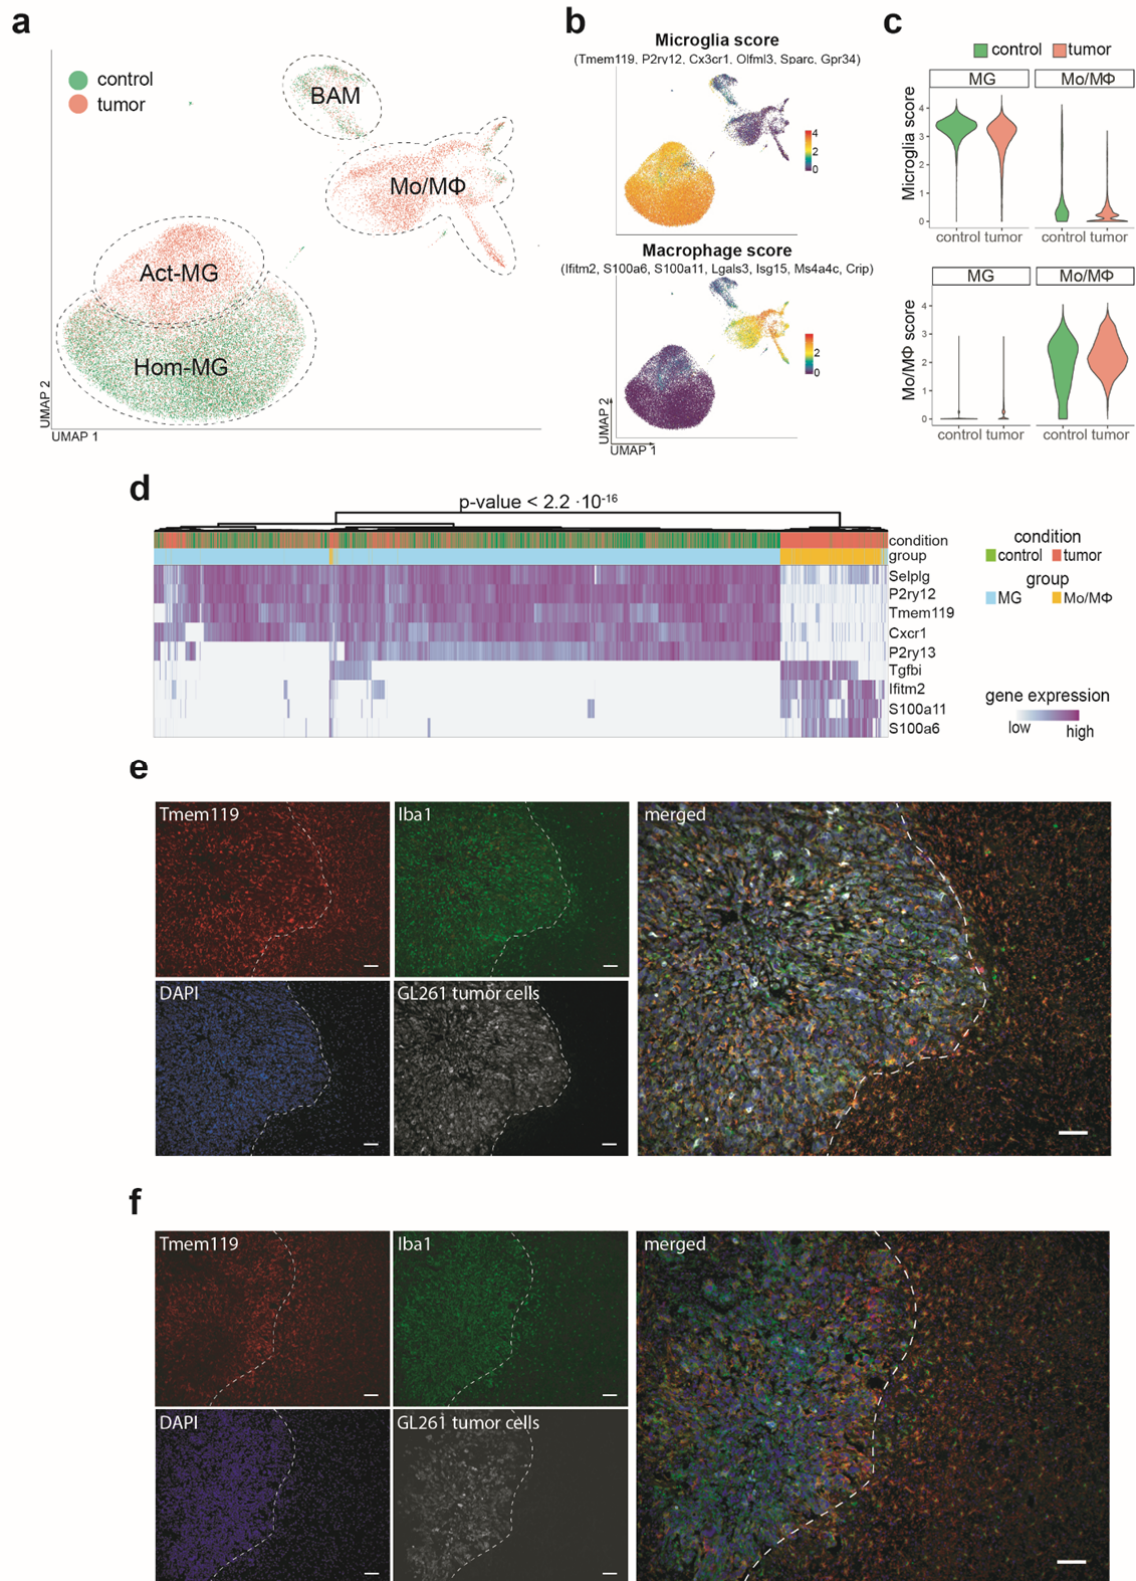 a
control
tumor
BAM
Mo/MΦ
Act-MG
Hom-MG
UMAP 2
UMAP 1
b
Microglia score
(Tmem119, P2ry12, Cx3cr1, Olfml3, Sparc, Gpr34)
4
2
0
Macrophage score
(Ifitm2, S100a6, S100a11, Lgals3, Isg15, Ms4a4c, Crip)
2
0
UMAP 2
UMAP 1
c
control tumor
MG Mo/MΦ
Microglia score
4
3
2
1
0
control tumor control tumor
MG Mo/MΦ
Mo/MΦ score
4
3
2
1
0
control tumor control tumor
d
p-value < 2.2 ·10-16
condition
group
Selplg
P2ry12
Tmem119
Cxcr1
P2ry13
Tgfbi
Ifitm2
S100a11
S100a6
condition
control tumor
group
MG Mo/MΦ
gene expression
low high
e
Tmem119
Iba1
merged
DAPI
GL261 tumor cells
f
Tmem119
Iba1
merged
DAPI
GL261 tumor cells